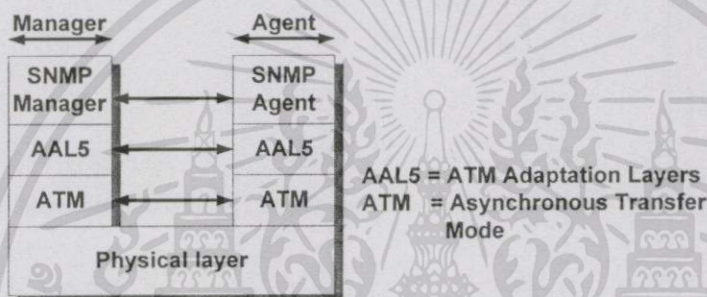 Manager
Agent
SNMP
Manager
SNMP
Agent
AAL5
AAL5
ATM
ATM
Physical layer
AAL5 = ATM Adaptation Layers
ATM = Asynchronous Transfer
Mode